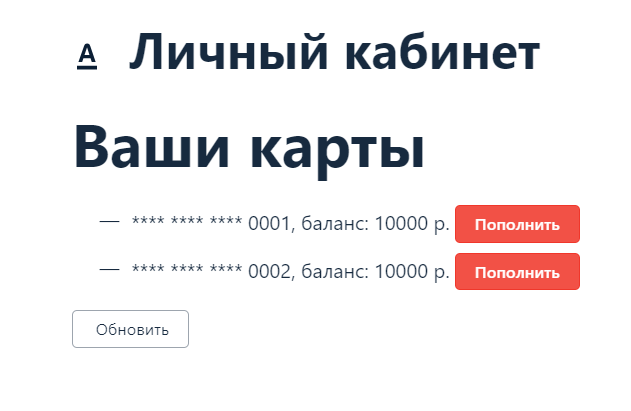 А Личный кабинет
Ваши карты
— **** **** **** 0001, баланс: 10000 р. Пополнить
— **** **** **** 0002, баланс: 10000 р. Пополнить
Обновить